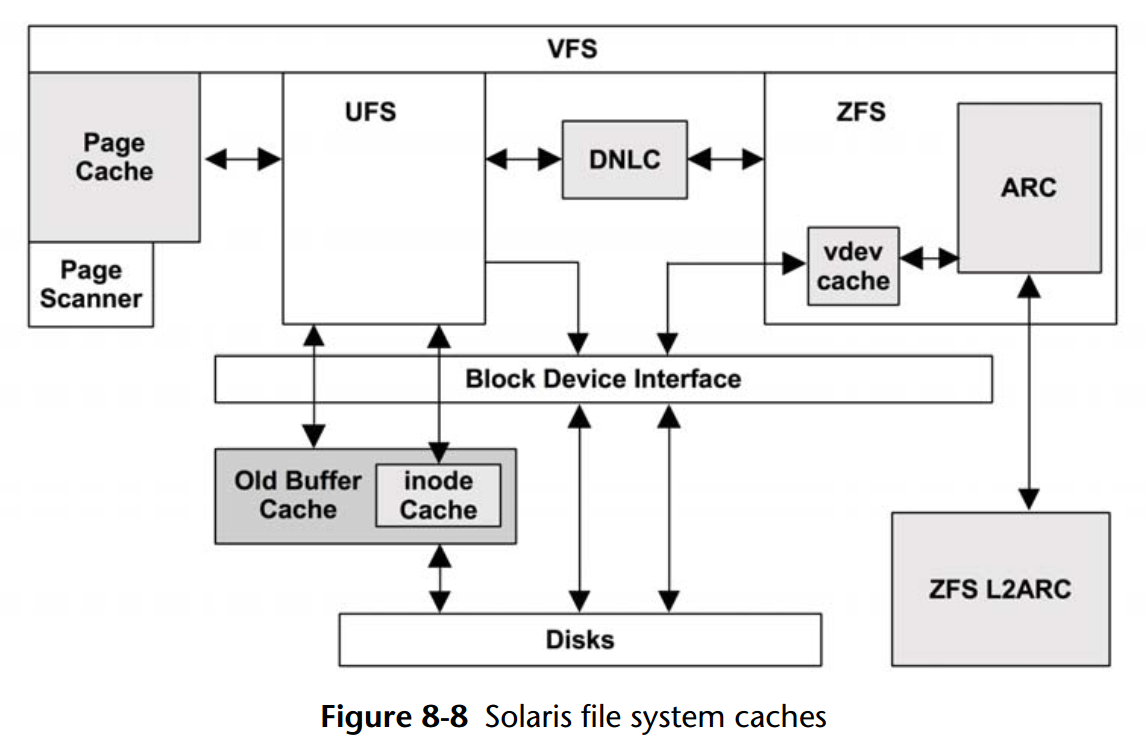 VFS
Page
Cache
UFS
DNLC
ZFS
ARC
vdev
cache
Page
Scanner
Block Device Interface
Old Buffer
Cache
inode
Cache
ZFS L2ARC
Disks
Figure 8-8 Solaris file system caches